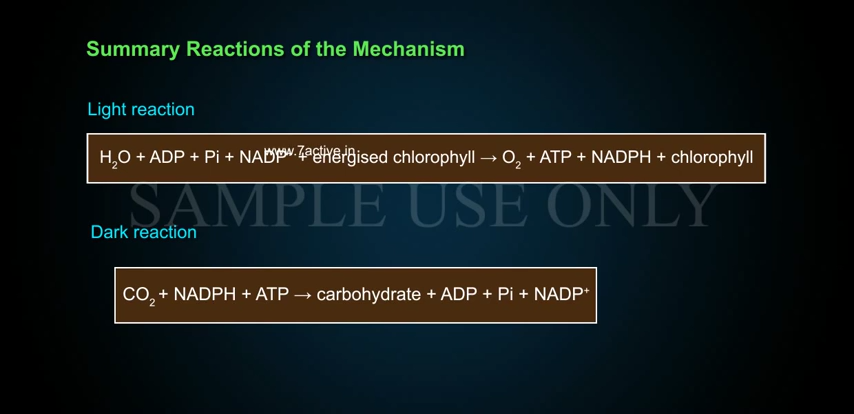 Summary Reactions of the Mechanism
Light reaction
www.7active.in
H₂O + ADP + Pi + NADP⁺ + energised chlorophyll → O₂ + ATP + NADPH + chlorophyll
SAMPLE USE ONLY
Dark reaction
CO₂ + NADPH + ATP → carbohydrate + ADP + Pi + NADP⁺